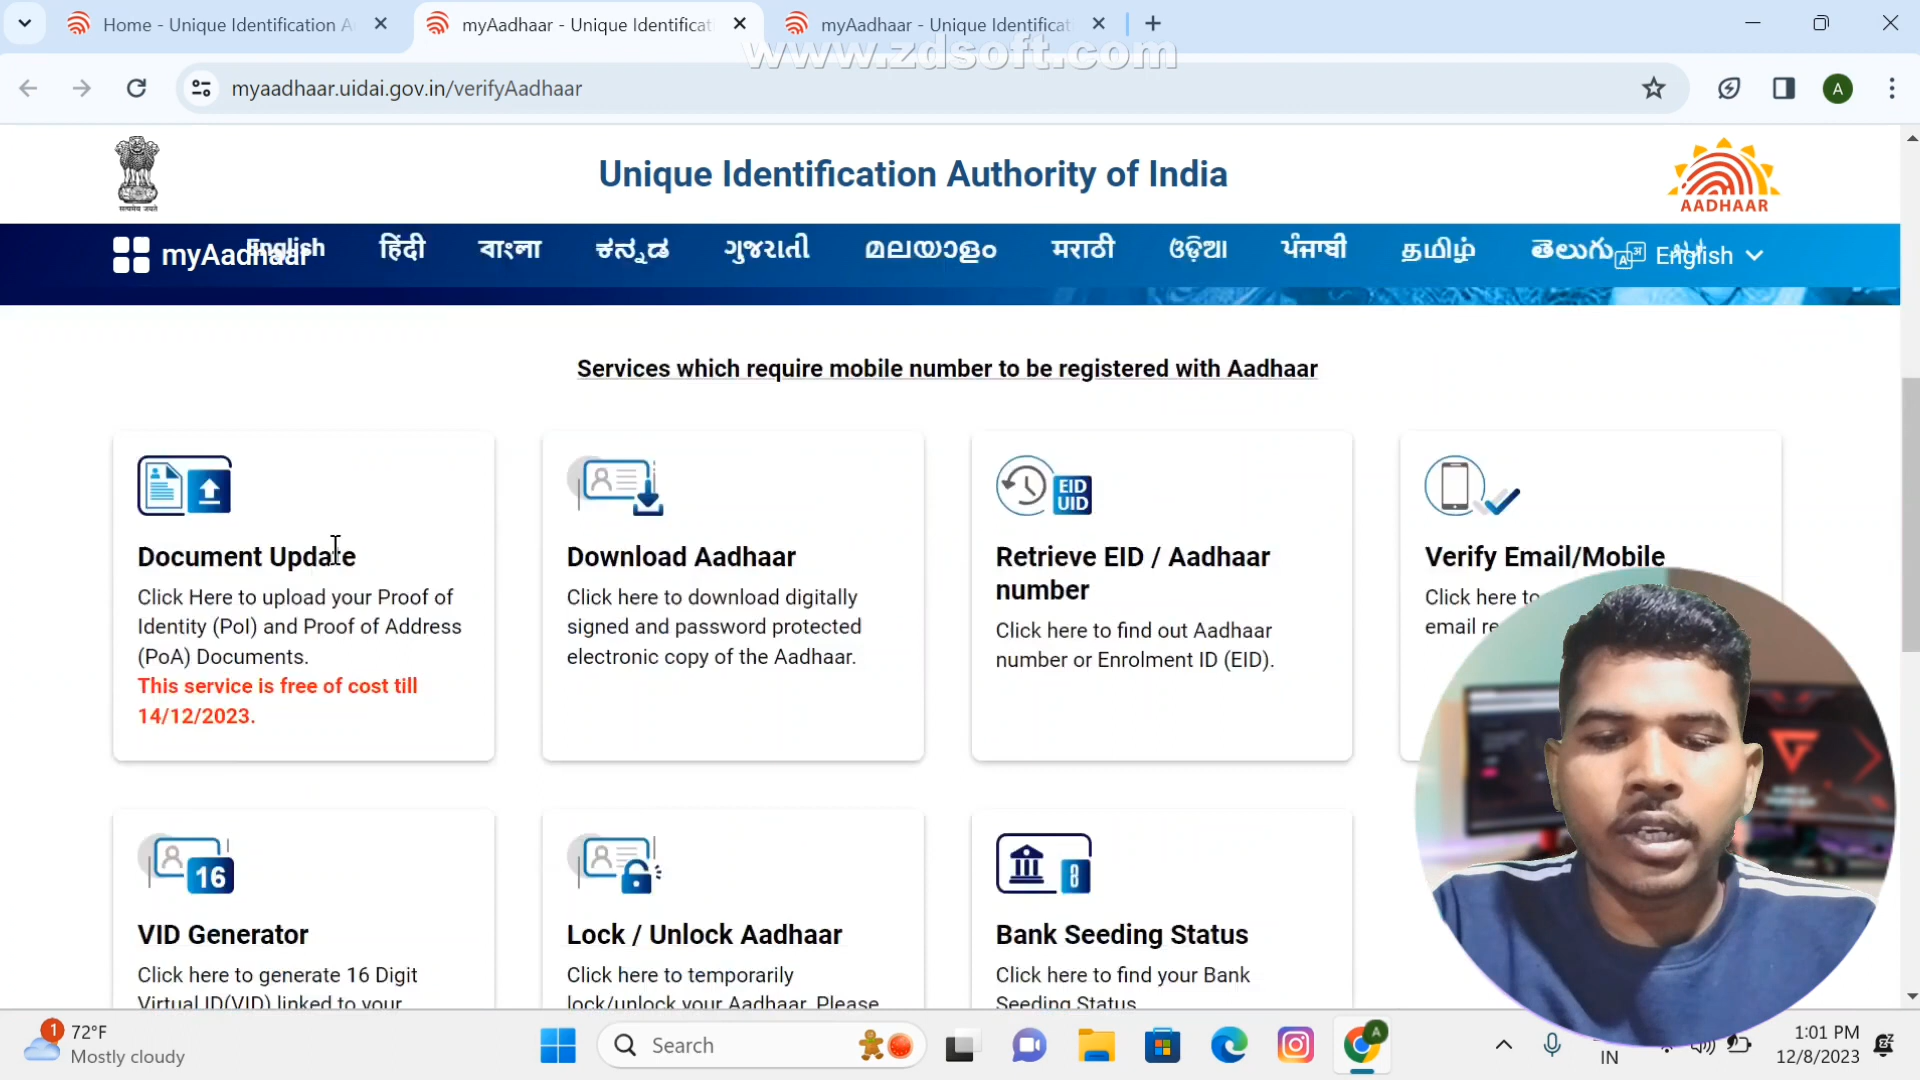 Home - Unique Identification A
myAadhaar - Unique Identificat
myAadhaar - Unique Identificat
www.zdsoft.com
myaadhaar.uidai.gov.in/verifyAadhaar
A
सत्यमेव जयते
Unique Identification Authority of India
AADHAAR
myAadhaar
English हिंदी বাংলা ಕನ್ನಡ ગુજરાતી മലയാളം मराठी ଓଡ଼ିଆ ਪੰਜਾਬੀ தமிழ் తెలుగు
English
Services which require mobile number to be registered with Aadhaar
Document Update
Click Here to upload your Proof of
Identity (PoI) and Proof of Address
(PoA) Documents.
This service is free of cost till
14/12/2023.
Download Aadhaar
Click here to download digitally
signed and password protected
electronic copy of the Aadhaar.
EID
UID
Retrieve EID / Aadhaar
number
Click here to find out Aadhaar
number or Enrolment ID (EID).
Verify Email/Mobile
Click here to
email re
16
VID Generator
Click here to generate 16 Digit
Virtual ID(VID) linked to your
Lock / Unlock Aadhaar
Click here to temporarily
lock/unlock your Aadhaar. Please
8
Bank Seeding Status
Click here to find your Bank
Seeding Status
1
72°F
Mostly cloudy
Search
A
IN
1:01 PM
12/8/2023